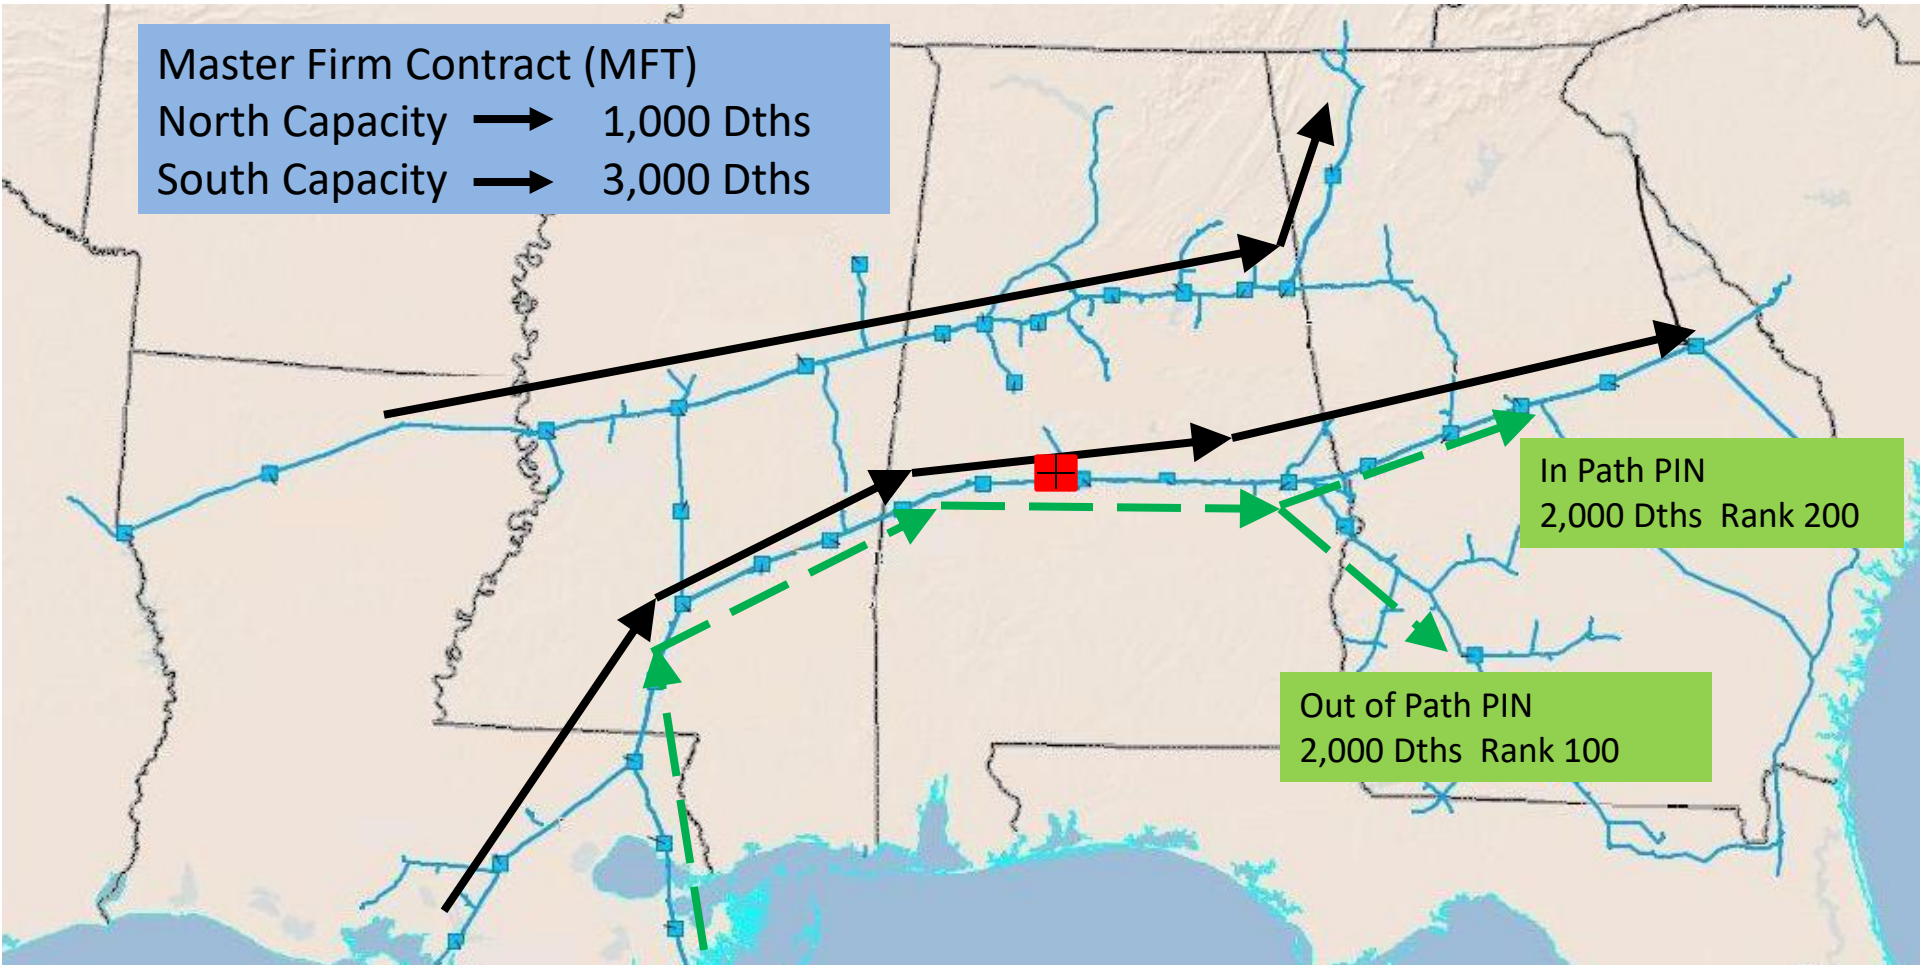 Master Firm Contract (MFT)
North Capacity 1,000 Dths
South Capacity 3,000 Dths
In Path PIN
2,000 Dths Rank 200
Out of Path PIN
2,000 Dths Rank 100